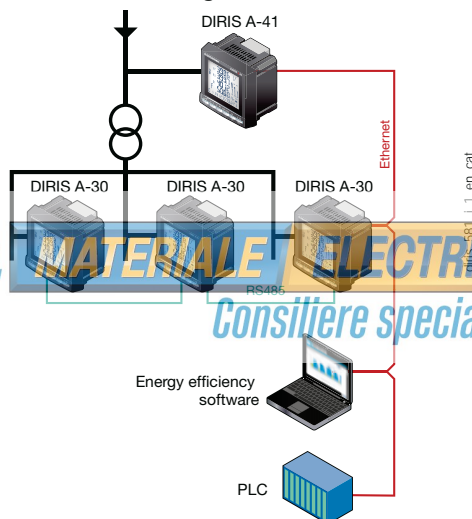 DIRIS A-41
Ethernet
DIRIS A-30
DIRIS A-30
DIRIS A-30
MATERIALE ELECTR
RS485
Consiliere specia
Energy efficiency
software
PLC